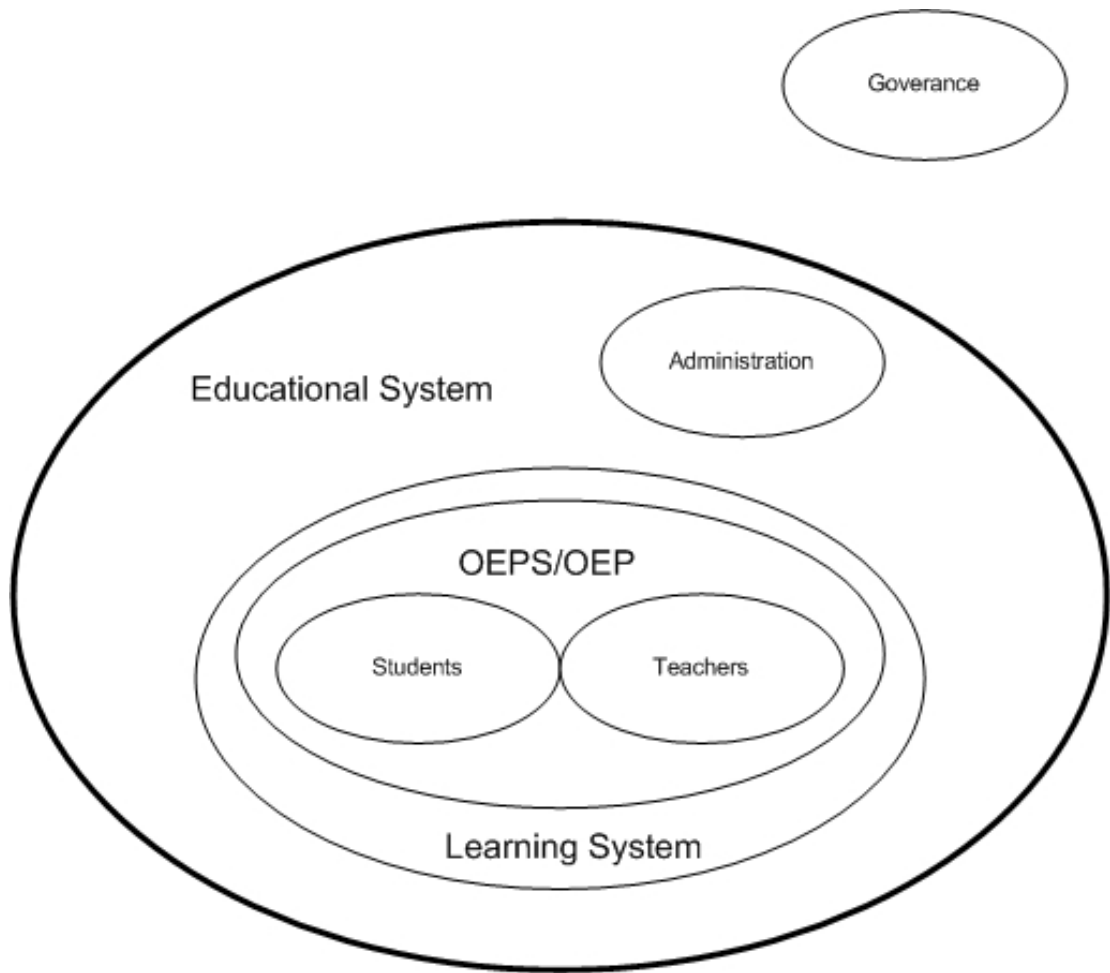 Goverance
Administration
Educational System
OEPS/OEP
Students
Teachers
Learning System